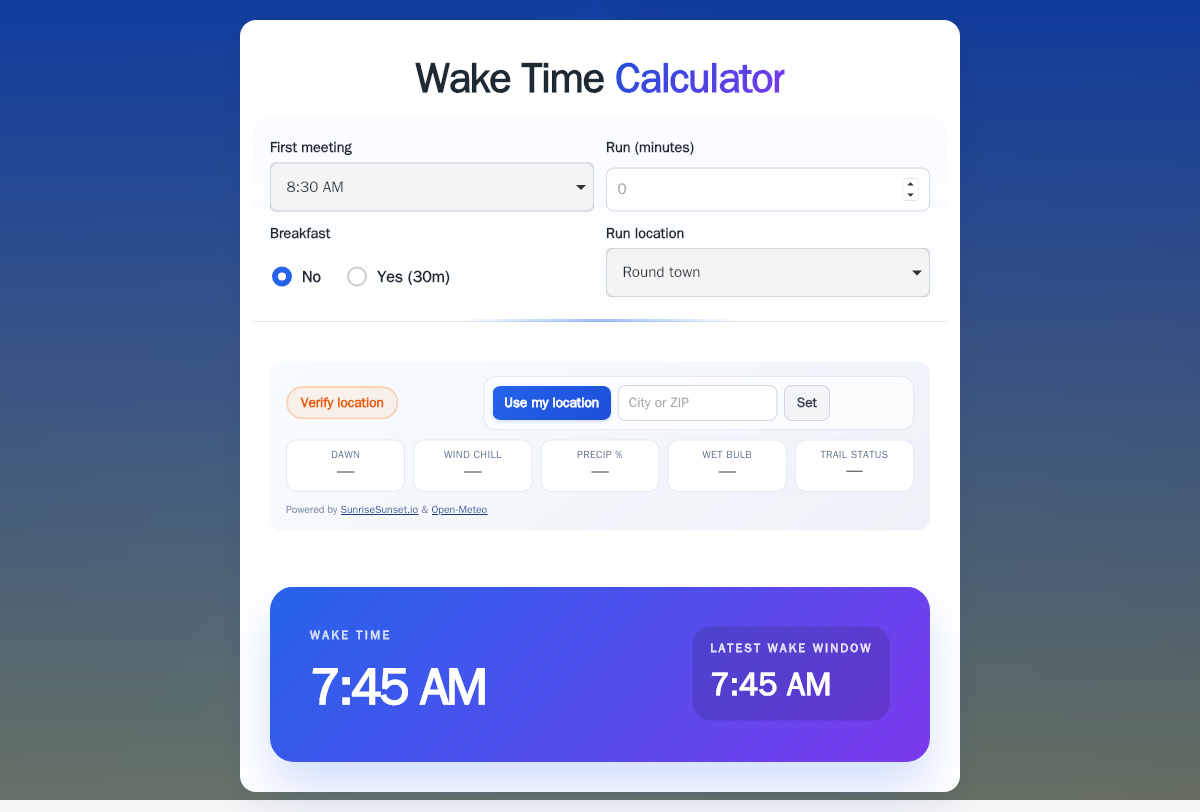 Wake Time Calculator
First meeting
8:30 AM
Run (minutes)
0
Breakfast
No
Yes (30m)
Run location
Round town
Verify location
Use my location
City or ZIP
Set
DAWN
—
WIND CHILL
—
PRECIP %
—
WET BULB
—
TRAIL STATUS
—
Powered by SunriseSunset.io & Open-Meteo
WAKE TIME
7:45 AM
LATEST WAKE WINDOW
7:45 AM